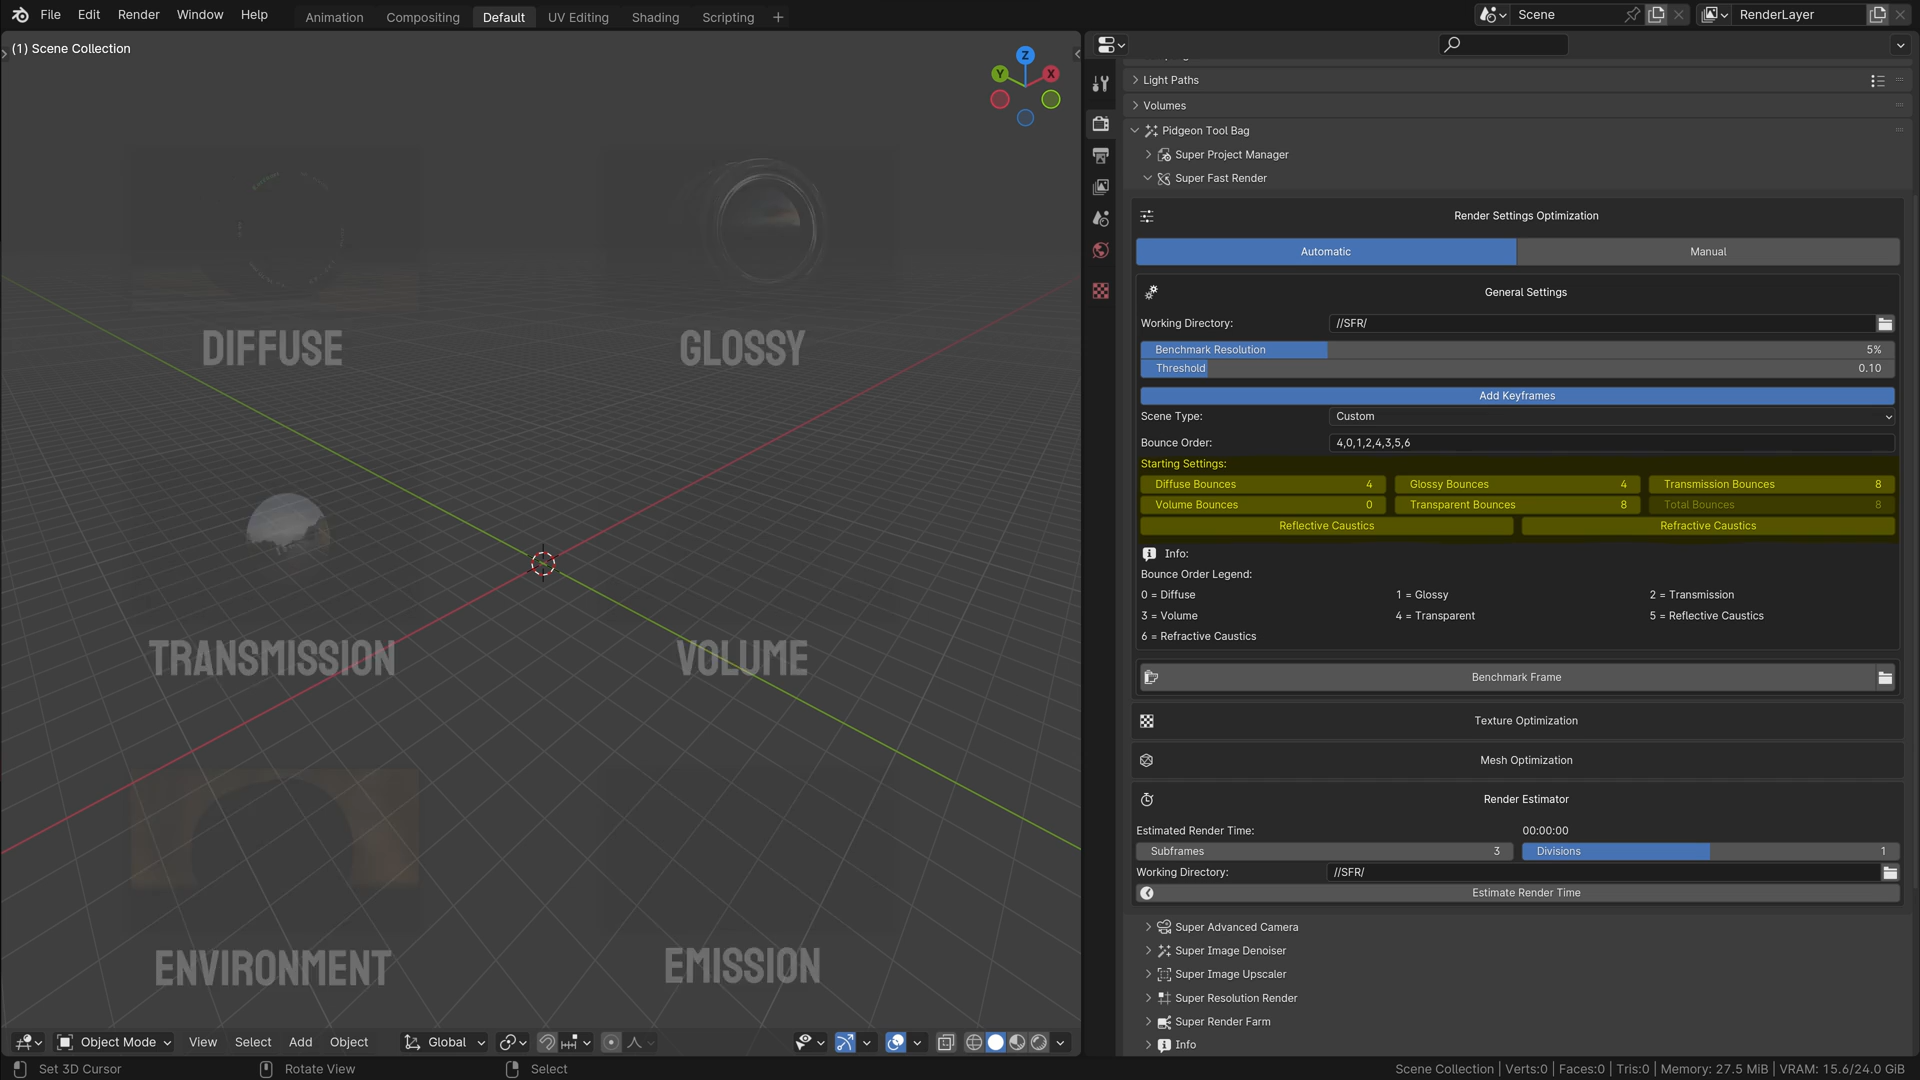 File Edit Render Window Help Animation Compositing Default UV Editing Shading Scripting + Scene RenderLayer
(1) Scene Collection
Z
Y X
DIFFUSE GLOSSY
TRANSMISSION VOLUME
ENVIRONMENT EMISSION
Light Paths
Volumes
Pidgeon Tool Bag
Super Project Manager
Super Fast Render
Render Settings Optimization
Automatic Manual
General Settings
Working Directory: //SFR/
Benchmark Resolution 5%
Threshold 0.10
Add Keyframes
Scene Type: Custom
Bounce Order: 4,0,1,2,4,3,5,6
Starting Settings:
Diffuse Bounces 4 Glossy Bounces 4 Transmission Bounces 8
Volume Bounces 0 Transparent Bounces 8 Total Bounces 8
Reflective Caustics Refractive Caustics
Info:
Bounce Order Legend:
0 = Diffuse 1 = Glossy 2 = Transmission
3 = Volume 4 = Transparent 5 = Reflective Caustics
6 = Refractive Caustics
Benchmark Frame
Texture Optimization
Mesh Optimization
Render Estimator
Estimated Render Time: 00:00:00
Subframes 3 Divisions 1
Working Directory: //SFR/
Estimate Render Time
Super Advanced Camera
Super Image Denoiser
Super Image Upscaler
Super Resolution Render
Super Render Farm
Info
Object Mode View Select Add Object Global
Set 3D Cursor Rotate View Select Scene Collection | Verts:0 | Faces:0 | Tris:0 | Memory: 27.5 MiB | VRAM: 15.6/24.0 GiB